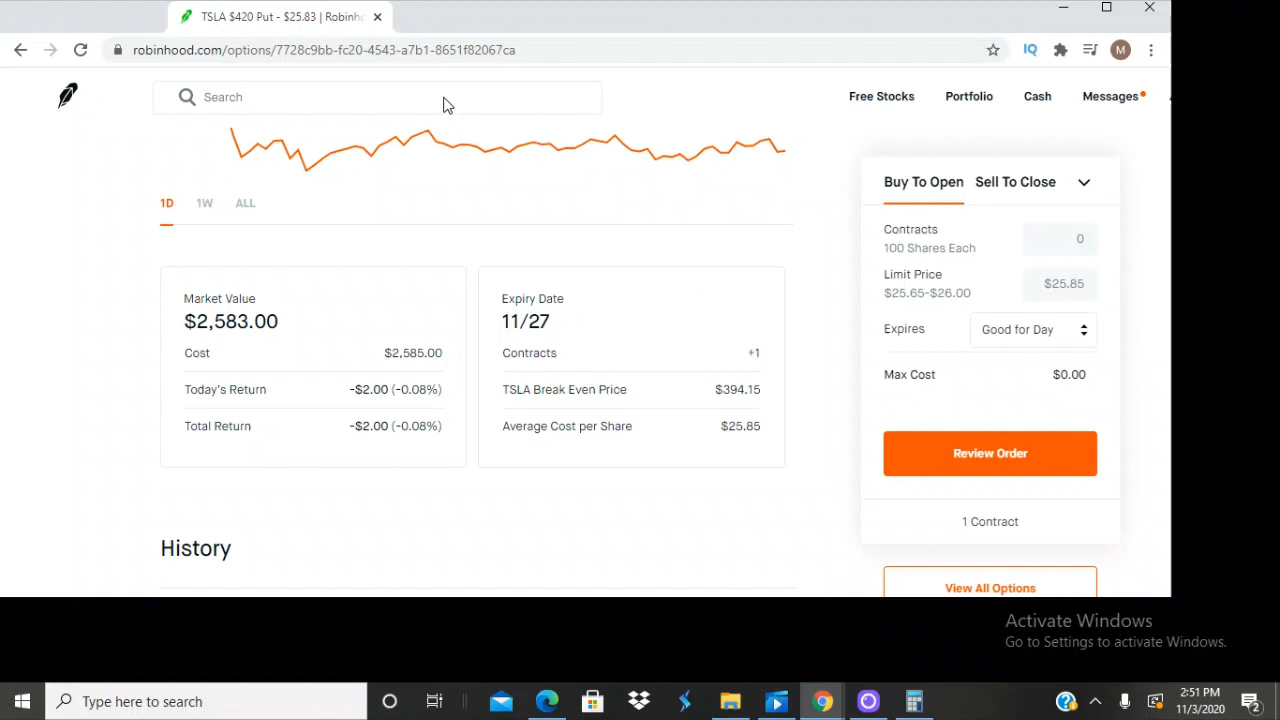 TSLA $420 Put - $25.83 | Robinh
robinhood.com/options/7728c9bb-fc20-4543-a7b1-8651f82067ca
IQ
M
Search
Free Stocks
Portfolio
Cash
Messages
1D
1W
ALL
Market Value
$2,583.00
Cost
$2,585.00
Today's Return
-$2.00 (-0.08%)
Total Return
-$2.00 (-0.08%)
Expiry Date
11/27
Contracts
+1
TSLA Break Even Price
$394.15
Average Cost per Share
$25.85
Buy To Open
Sell To Close
Contracts
100 Shares Each
0
Limit Price
$25.65-$26.00
$25.85
Expires
Good for Day
Max Cost
$0.00
Review Order
1 Contract
View All Options
History
Activate Windows
Go to Settings to activate Windows.
Type here to search
2:51 PM
11/3/2020
2